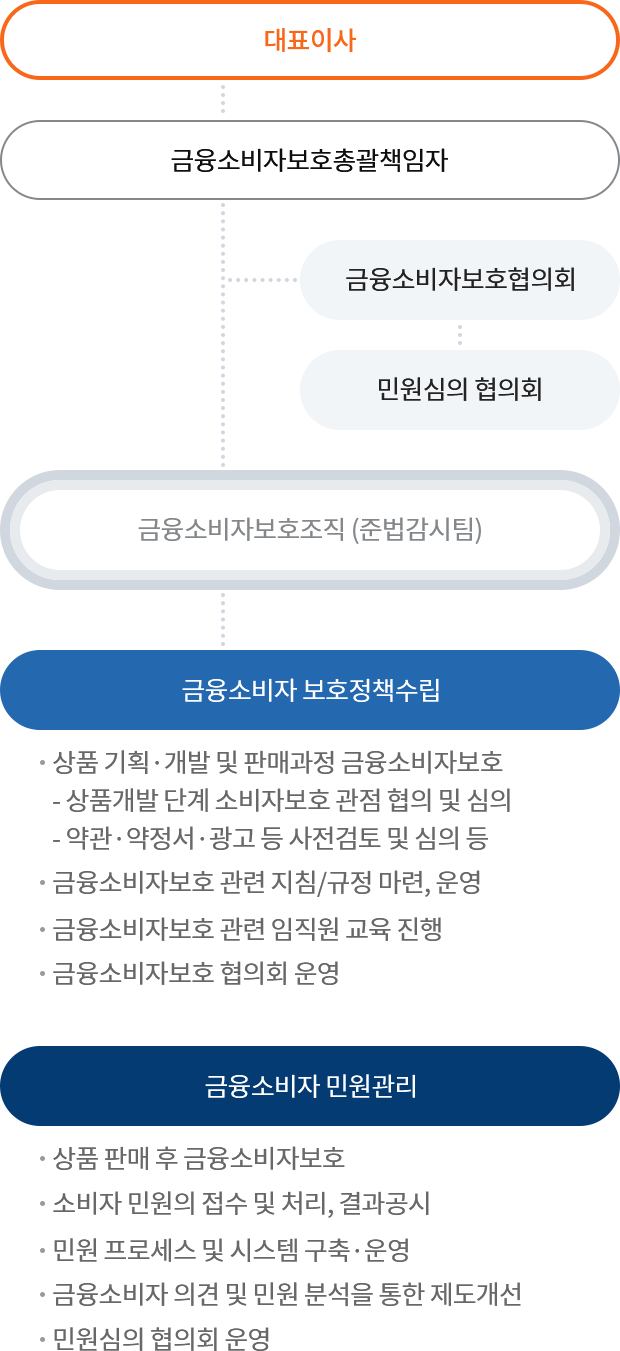 대표이사
금융소비자보호총괄책임자
금융소비자보호협의회
민원심의 협의회
금융소비자보호조직 (준법감시팀)
금융소비자 보호정책수립
· 상품 기획·개발 및 판매과정 금융소비자보호
- 상품개발 단계 소비자보호 관점 협의 및 심의
- 약관·약정서·광고 등 사전검토 및 심의 등
· 금융소비자보호 관련 지침/규정 마련, 운영
· 금융소비자보호 관련 임직원 교육 진행
· 금융소비자보호 협의회 운영
금융소비자 민원관리
· 상품 판매 후 금융소비자보호
· 소비자 민원의 접수 및 처리, 결과공시
· 민원 프로세스 및 시스템 구축·운영
· 금융소비자 의견 및 민원 분석을 통한 제도개선
· 민원심의 협의회 운영